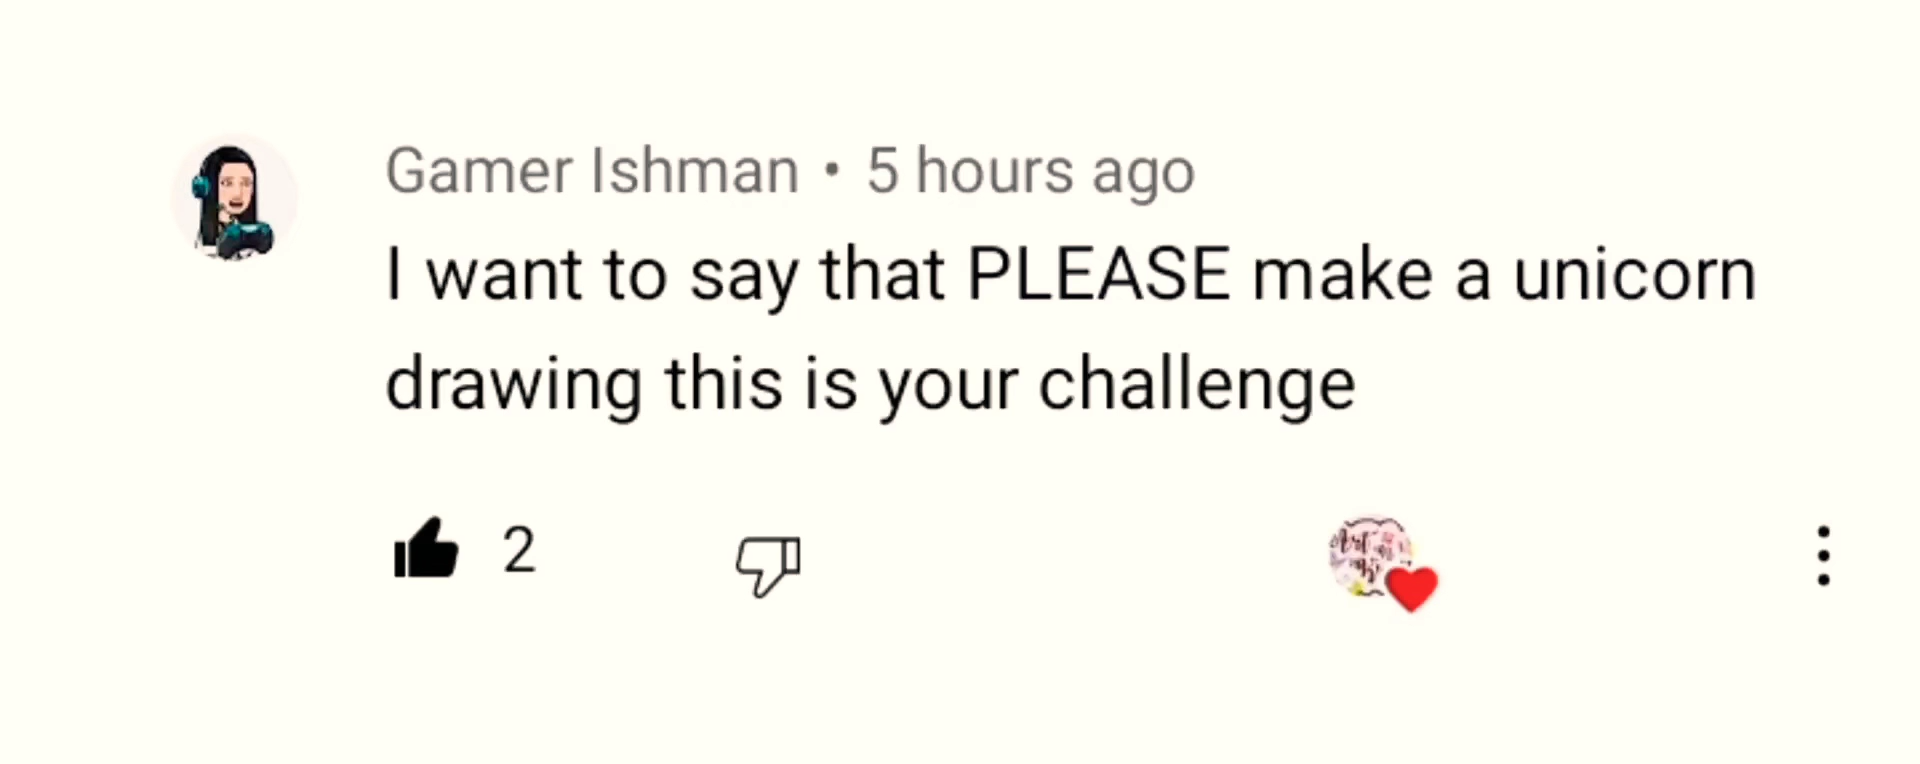 Gamer Ishman • 5 hours ago
I want to say that PLEASE make a unicorn
drawing this is your challenge
2